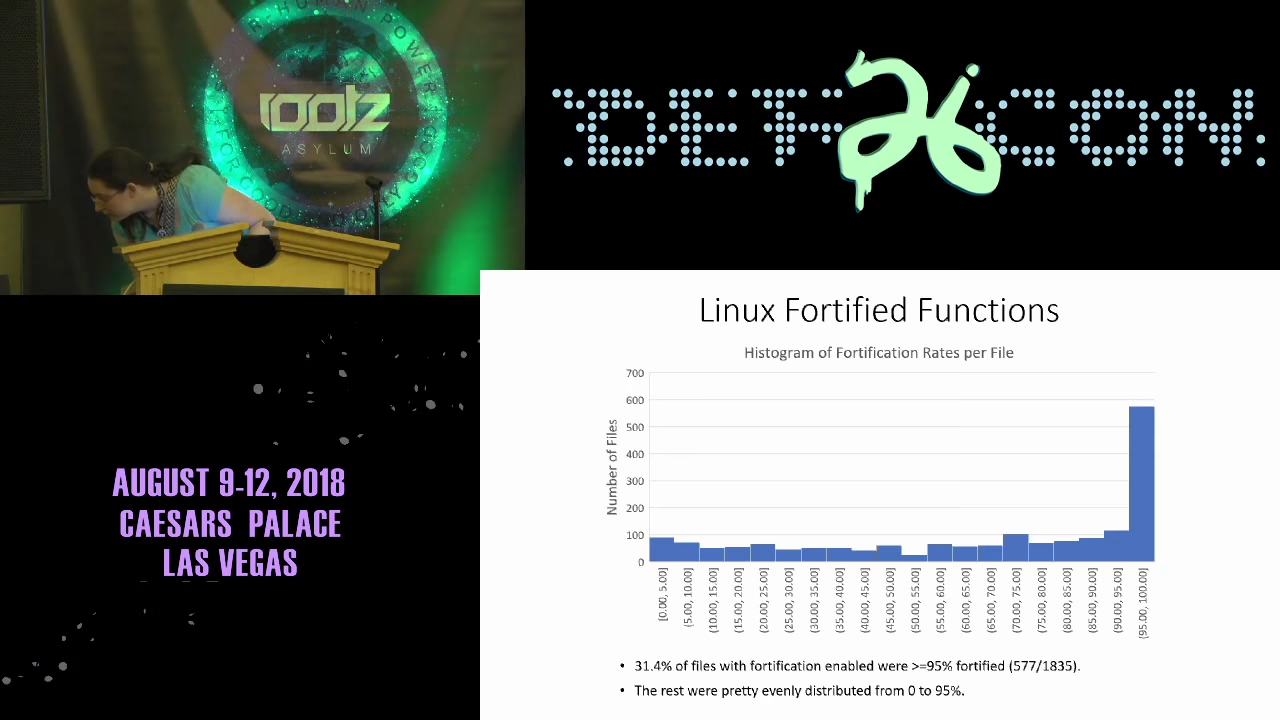 R-HUMAN POWER
rootz
ASYLUM
DEF CON
26
AUGUST 9-12, 2018
CAESARS PALACE
LAS VEGAS
Linux Fortified Functions
Histogram of Fortification Rates per File
Number of Files
700
600
500
400
300
200
100
0
[0.00, 5.00]
(5.00, 10.00]
(10.00, 15.00]
(15.00, 20.00]
(20.00, 25.00]
(25.00, 30.00]
(30.00, 35.00]
(35.00, 40.00]
(40.00, 45.00]
(45.00, 50.00]
(50.00, 55.00]
(55.00, 60.00]
(60.00, 65.00]
(65.00, 70.00]
(70.00, 75.00]
(75.00, 80.00]
(80.00, 85.00]
(85.00, 90.00]
(90.00, 95.00]
(95.00, 100.00]
• 31.4% of files with fortification enabled were >=95% fortified (577/1835).
• The rest were pretty evenly distributed from 0 to 95%.